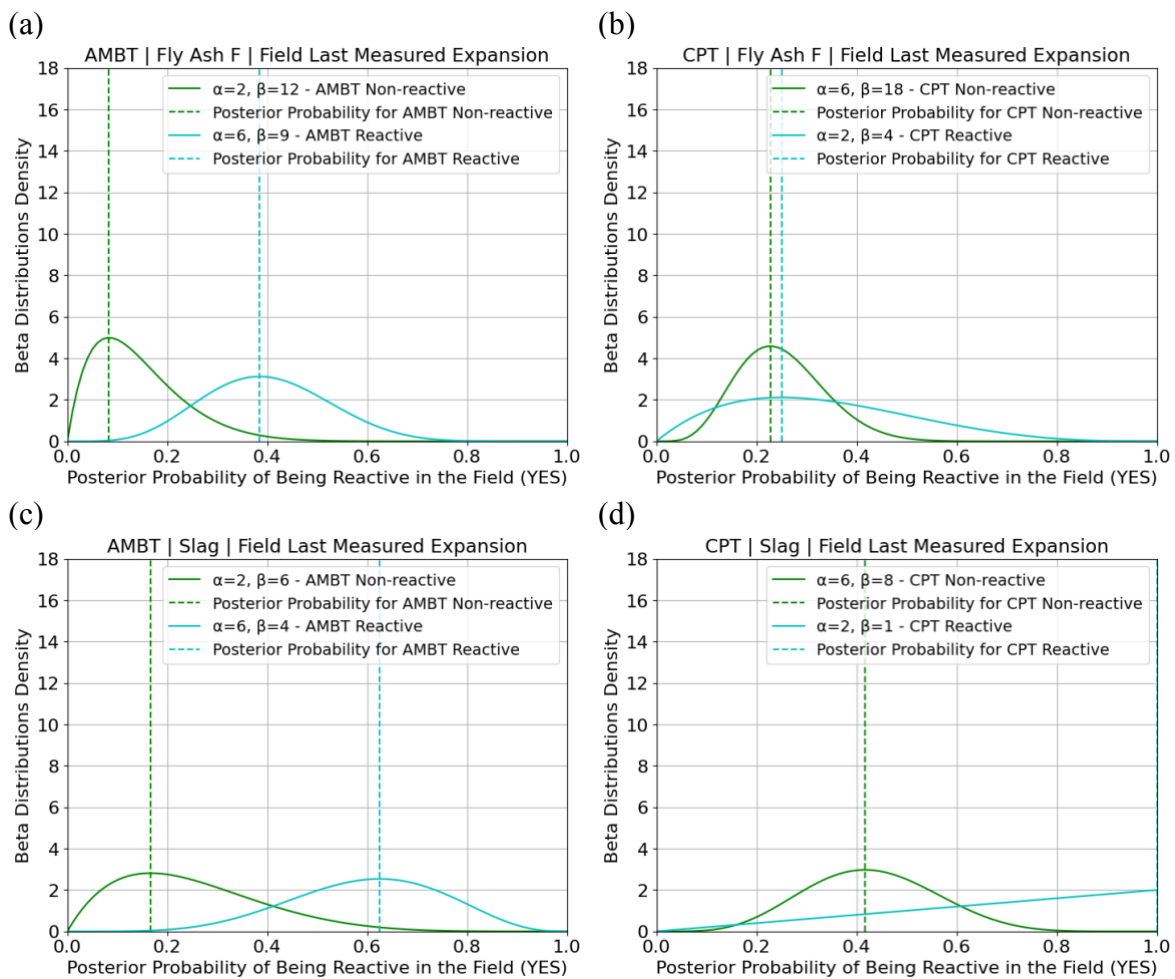 (a)
AMBT | Fly Ash F | Field Last Measured Expansion
α=2, β=12 - AMBT Non-reactive
Posterior Probability for AMBT Non-reactive
α=6, β=9 - AMBT Reactive
Posterior Probability for AMBT Reactive
Beta Distributions Density
18
16
14
12
10
8
6
4
2
0
0.0 0.2 0.4 0.6 0.8 1.0
Posterior Probability of Being Reactive in the Field (YES)
(b)
CPT | Fly Ash F | Field Last Measured Expansion
α=6, β=18 - CPT Non-reactive
Posterior Probability for CPT Non-reactive
α=2, β=4 - CPT Reactive
Posterior Probability for CPT Reactive
Beta Distributions Density
18
16
14
12
10
8
6
4
2
0
0.0 0.2 0.4 0.6 0.8 1.0
Posterior Probability of Being Reactive in the Field (YES)
(c)
AMBT | Slag | Field Last Measured Expansion
α=2, β=6 - AMBT Non-reactive
Posterior Probability for AMBT Non-reactive
α=6, β=4 - AMBT Reactive
Posterior Probability for AMBT Reactive
Beta Distributions Density
18
16
14
12
10
8
6
4
2
0
0.0 0.2 0.4 0.6 0.8 1.0
Posterior Probability of Being Reactive in the Field (YES)
(d)
CPT | Slag | Field Last Measured Expansion
α=6, β=8 - CPT Non-reactive
Posterior Probability for CPT Non-reactive
α=2, β=1 - CPT Reactive
Posterior Probability for CPT Reactive
Beta Distributions Density
18
16
14
12
10
8
6
4
2
0
0.0 0.2 0.4 0.6 0.8 1.0
Posterior Probability of Being Reactive in the Field (YES)